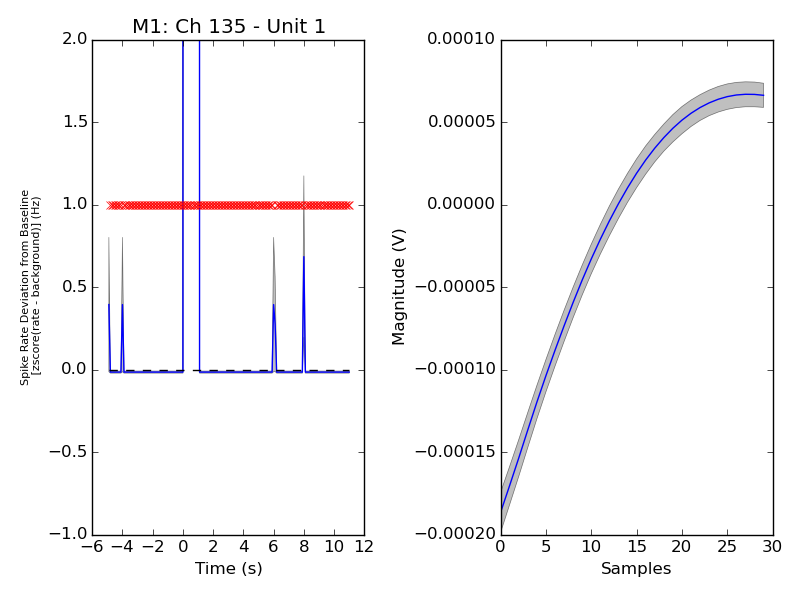 M1: Ch 135 - Unit 1
2.0
1.5
1.0
0.5
0.0
−0.5
−1.0
−6 −4 −2 0 2 4 6 8 10 12
Time (s)
Spike Rate Deviation from Baseline
[zscore(rate - background)] (Hz)
0.00010
0.00005
0.00000
−0.00005
−0.00010
−0.00015
−0.00020
0 5 10 15 20 25 30
Samples
Magnitude (V)